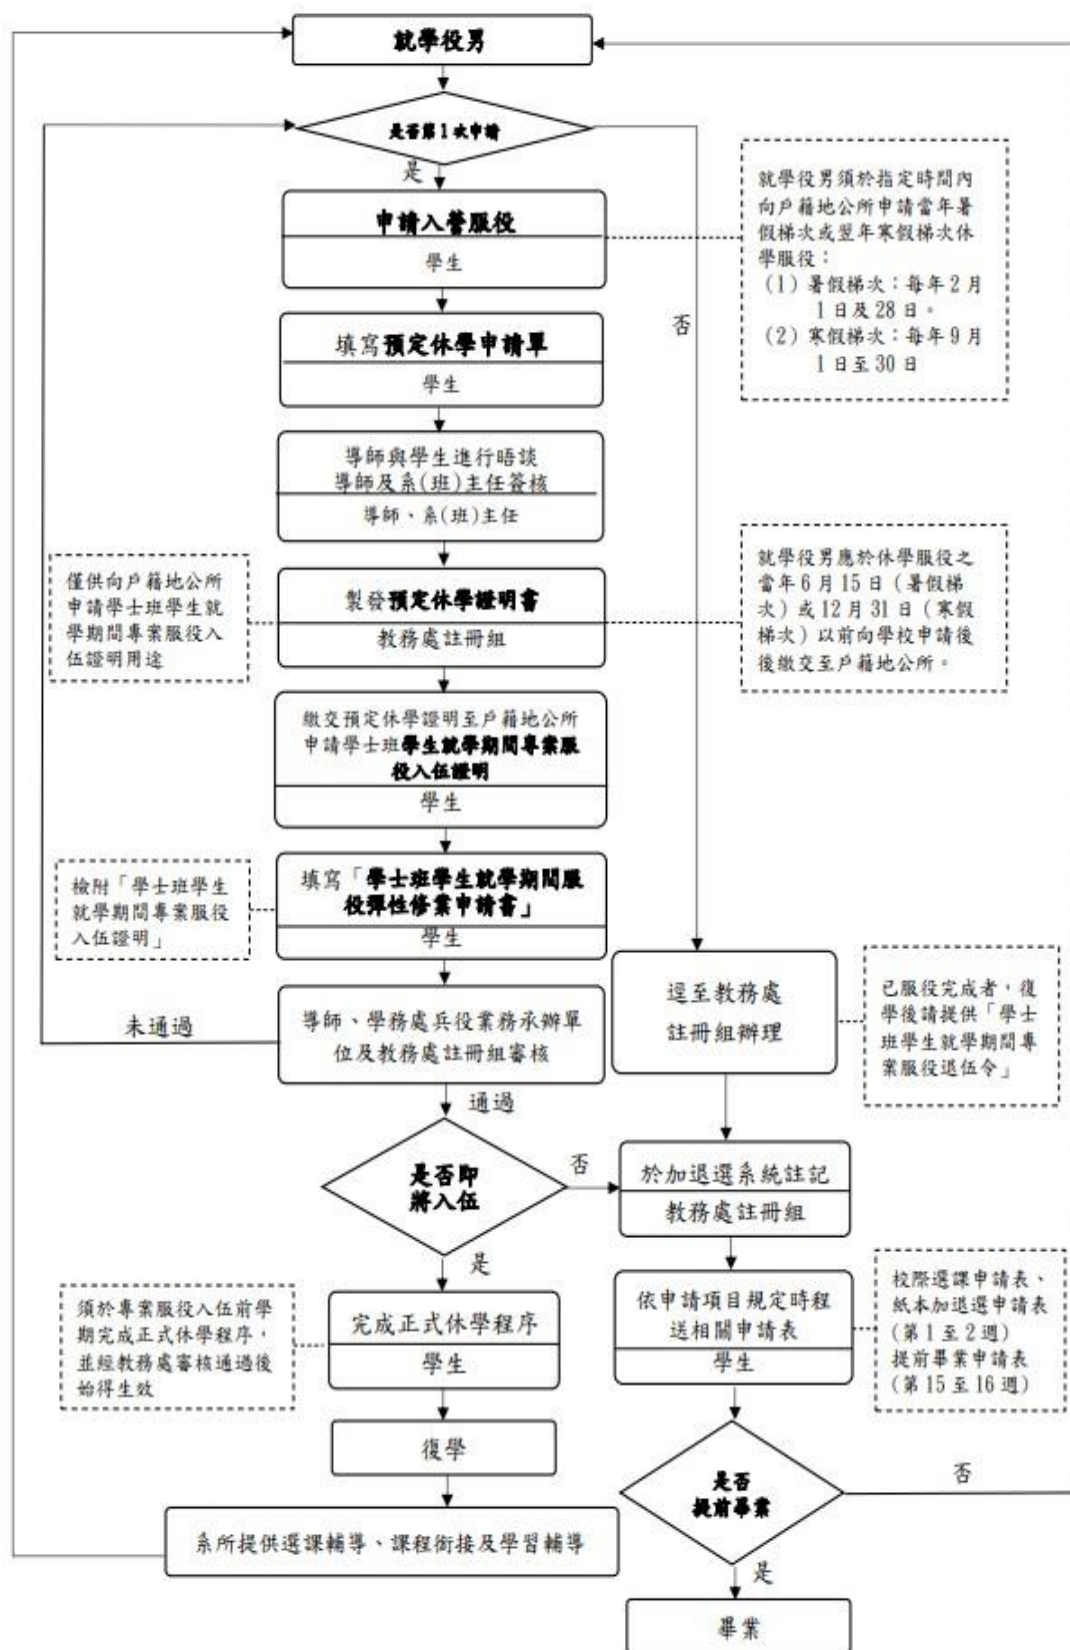 就學役男
是否第1次申請
是
否
申請入營服役
學生
就學役男須於指定時間內
向戶籍地公所申請當年暑
假梯次或翌年寒假梯次休
學服役：
(1) 暑假梯次：每年2月
1日及28日。
(2) 寒假梯次：每年9月
1日至30日
填寫預定休學申請單
學生
導師與學生進行晤談
導師及系(班)主任簽核
導師、系(班)主任
僅供向戶籍地公所
申請學士班學生就
學期間專案服役入
伍證明用途
製發預定休學證明書
教務處註冊組
就學役男應於休學服役之
當年6月15日（暑假梯
次）或12月31日（寒假
梯次）以前向學校申請後
後繳交至戶籍地公所。
繳交預定休學證明至戶籍地公所
申請學士班學生就學期間專案服
役入伍證明
學生
檢附「學士班學生
就學期間專案服役
入伍證明」
填寫「學士班學生就學期間服
役彈性修業申請書」
學生
未通過
導師、學務處兵役業務承辦單
位及教務處註冊組審核
通過
逕至教務處
註冊組辦理
已服役完成者，復
學後請提供「學士
班學生就學期間專
案服役退伍令」
是否即
將入伍
否
是
於加退選系統註記
教務處註冊組
須於專案服役入伍前學
期完成正式休學程序，
並經教務處審核通過後
始得生效
完成正式休學程序
學生
依申請項目規定時程
送相關申請表
學生
校際選課申請表、
紙本加退選申請表
(第1至2週)
提前畢業申請表
(第15至16週)
復學
系所提供選課輔導、課程銜接及學習輔導
是否
提前畢業
否
是
畢業